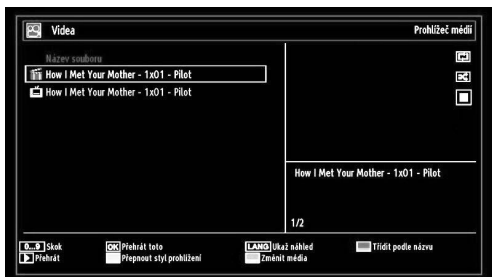 Videa Prohlížeč médií
Název souboru
How I Met Your Mother - 1x01 - Pilot
How I Met Your Mother - 1x01 - Pilot
How I Met Your Mother - 1x01 - Pilot
1/2
0...9 Skok OK Přehrát toto LANG Ukaž náhled Třídit podle názvu
Přehrát Přepnout styl prohlížení Změnit média